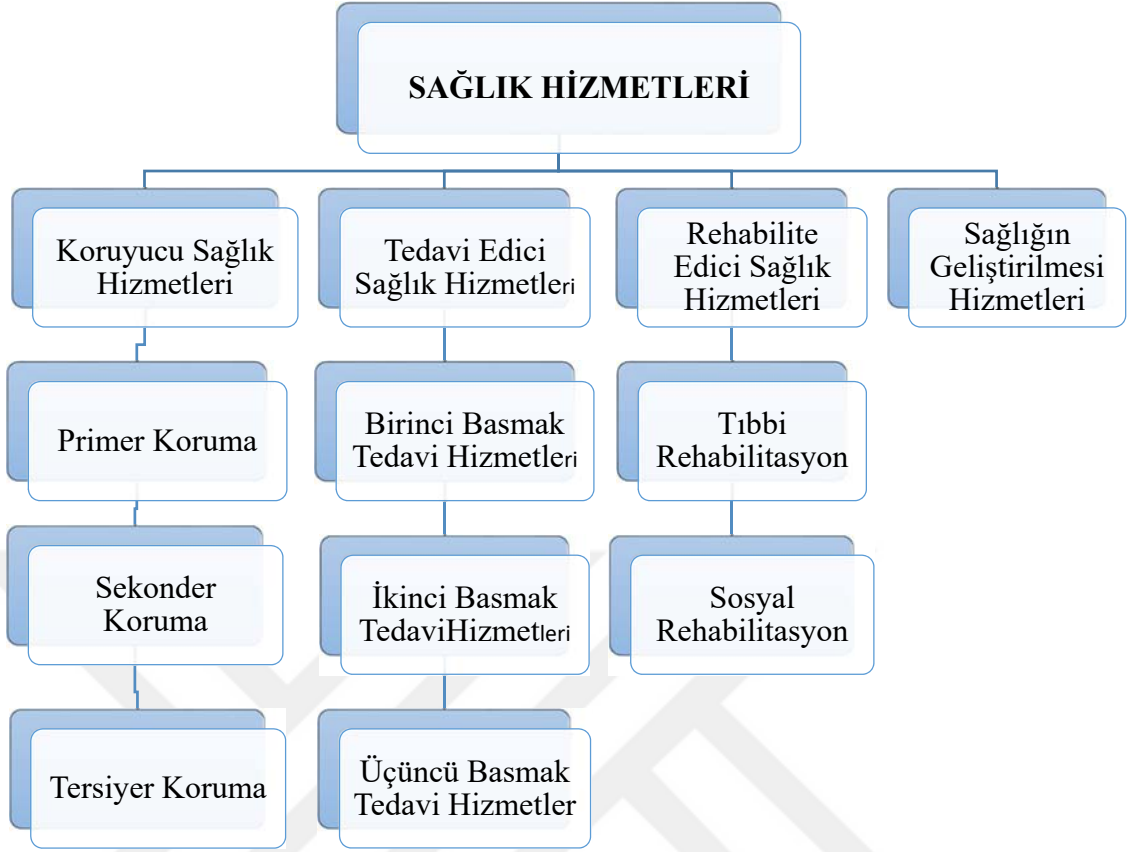 SAĞLIK HİZMETLERİ
Koruyucu Sağlık
Hizmetleri
Tedavi Edici
Sağlık Hizmetleri
Rehabilite
Edici Sağlık
Hizmetleri
Sağlığın
Geliştirilmesi
Hizmetleri
Primer Koruma
Birinci Basmak
Tedavi Hizmetleri
Tıbbi
Rehabilitasyon
Sekonder
Koruma
İkinci Basmak
TedaviHizmetleri
Sosyal
Rehabilitasyon
Tersiyer Koruma
Üçüncü Basmak
Tedavi Hizmetler